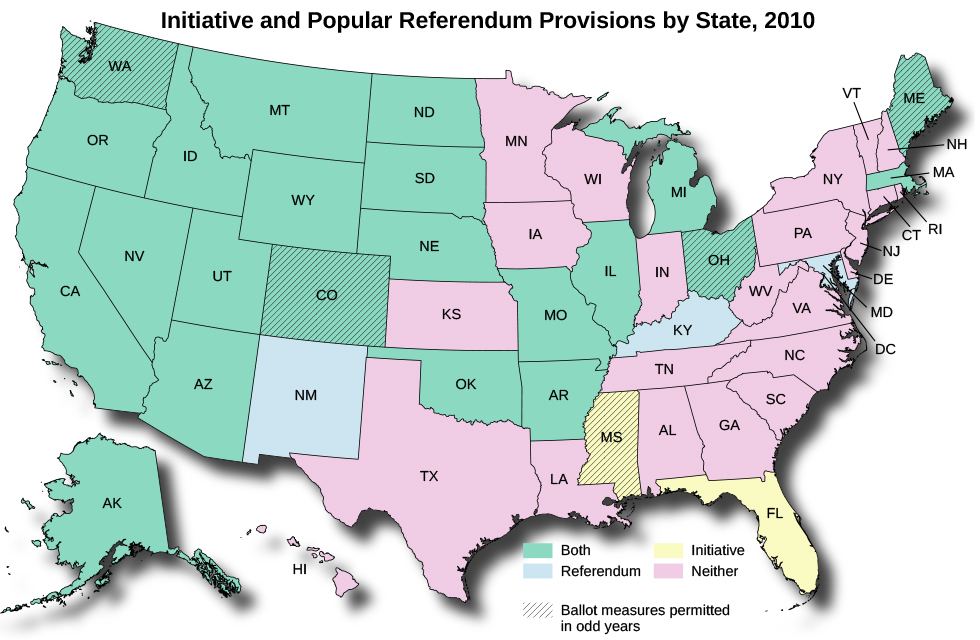 Initiative and Popular Referendum Provisions by State, 2010
WA
ME
VT
MT
ND
OR
MN
NH
ID
MA
SD
WI
NY
MI
WY
RI
IA
PA
CT
NE
NV
NJ
OH
UT
IL
IN
DE
CA
CO
WV
KS
MO
VA
MD
KY
DC
NC
TN
AZ
OK
NM
AR
SC
GA
MS
AL
TX
LA
AK
FL
HI
Both
Initiative
Referendum
Neither
Ballot measures permitted
in odd years